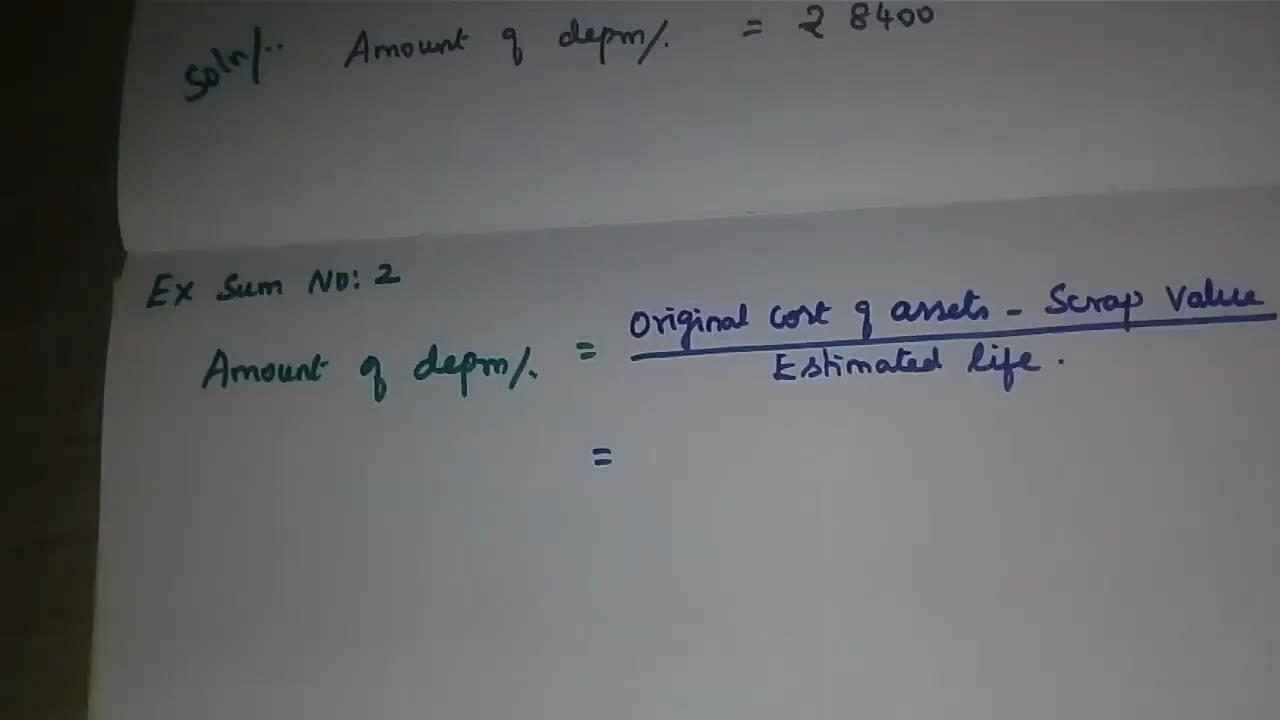 Soln/:. Amount of depm/. = ₹ 8400
Ex Sum No: 2
Amount of depm/. = Original cost of assets - Scrap Value
Estimated life.
=